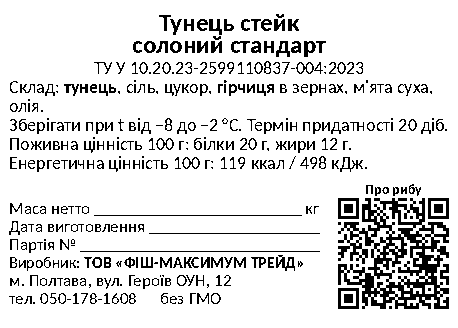 Тунець стейк
солоний стандарт
ТУ У 10.20.23-2599110837-004:2023
Склад: тунець, сіль, цукор, гірчиця в зернах, м'ята суха,
олія.
Зберігати при t від −8 до −2 °С. Термін придатності 20 діб.
Поживна цінність 100 г: білки 20 г, жири 12 г.
Енергетична цінність 100 г: 119 ккал / 498 кДж.
Про рибу
Маса нетто ________________________ кг
Дата виготовлення ____________________
Партія № ____________________________
Виробник: ТОВ «ФІШ-МАКСИМУМ ТРЕЙД»
м. Полтава, вул. Героїв ОУН, 12
тел. 050-178-1608 без ГМО